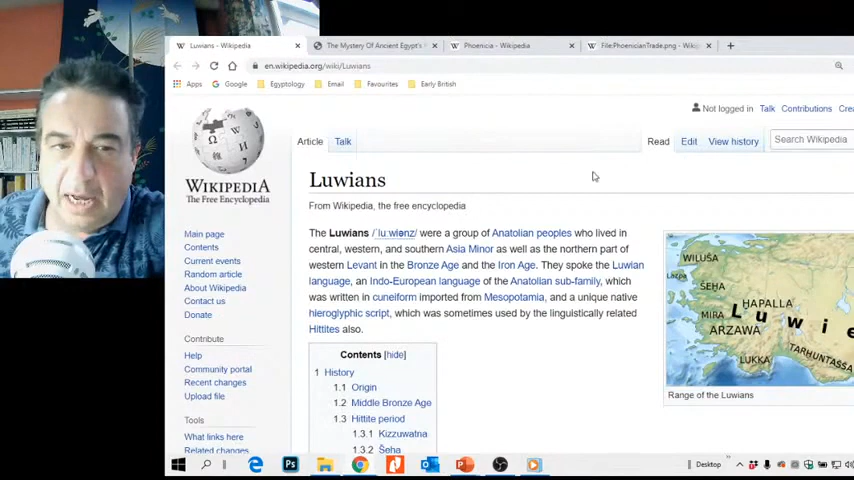 Luwians - Wikipedia
The Mystery Of Ancient Egypt's
Phoenicia - Wikipedia
File:PhoenicianTrade.png - Wiki
en.wikipedia.org/wiki/Luwians
Apps Google Egyptology Email Favourites Early British
Not logged in Talk Contributions
Article Talk
Read Edit View history
Search Wikipedia
WIKIPEDIA
The Free Encyclopedia
Luwians
From Wikipedia, the free encyclopedia
Main page
Contents
Current events
Random article
About Wikipedia
Contact us
Donate
Contribute
Help
Community portal
Recent changes
Upload file
Tools
What links here
Related changes
The Luwians /ˈluːwiənz/ were a group of Anatolian peoples who lived in
central, western, and southern Asia Minor as well as the northern part of
western Levant in the Bronze Age and the Iron Age. They spoke the Luwian
language, an Indo-European language of the Anatolian sub-family, which
was written in cuneiform imported from Mesopotamia, and a unique native
hieroglyphic script, which was sometimes used by the linguistically related
Hittites also.
Contents [hide]
1 History
1.1 Origin
1.2 Middle Bronze Age
1.3 Hittite period
1.3.1 Kizzuwatna
1.3.2 Šeḫa
WILUŠA
Lazpa
ŠEḪA
ḪAPALLA
MIRA
ARZAWA
LUKKA
Luwie
Range of the Luwians
Desktop